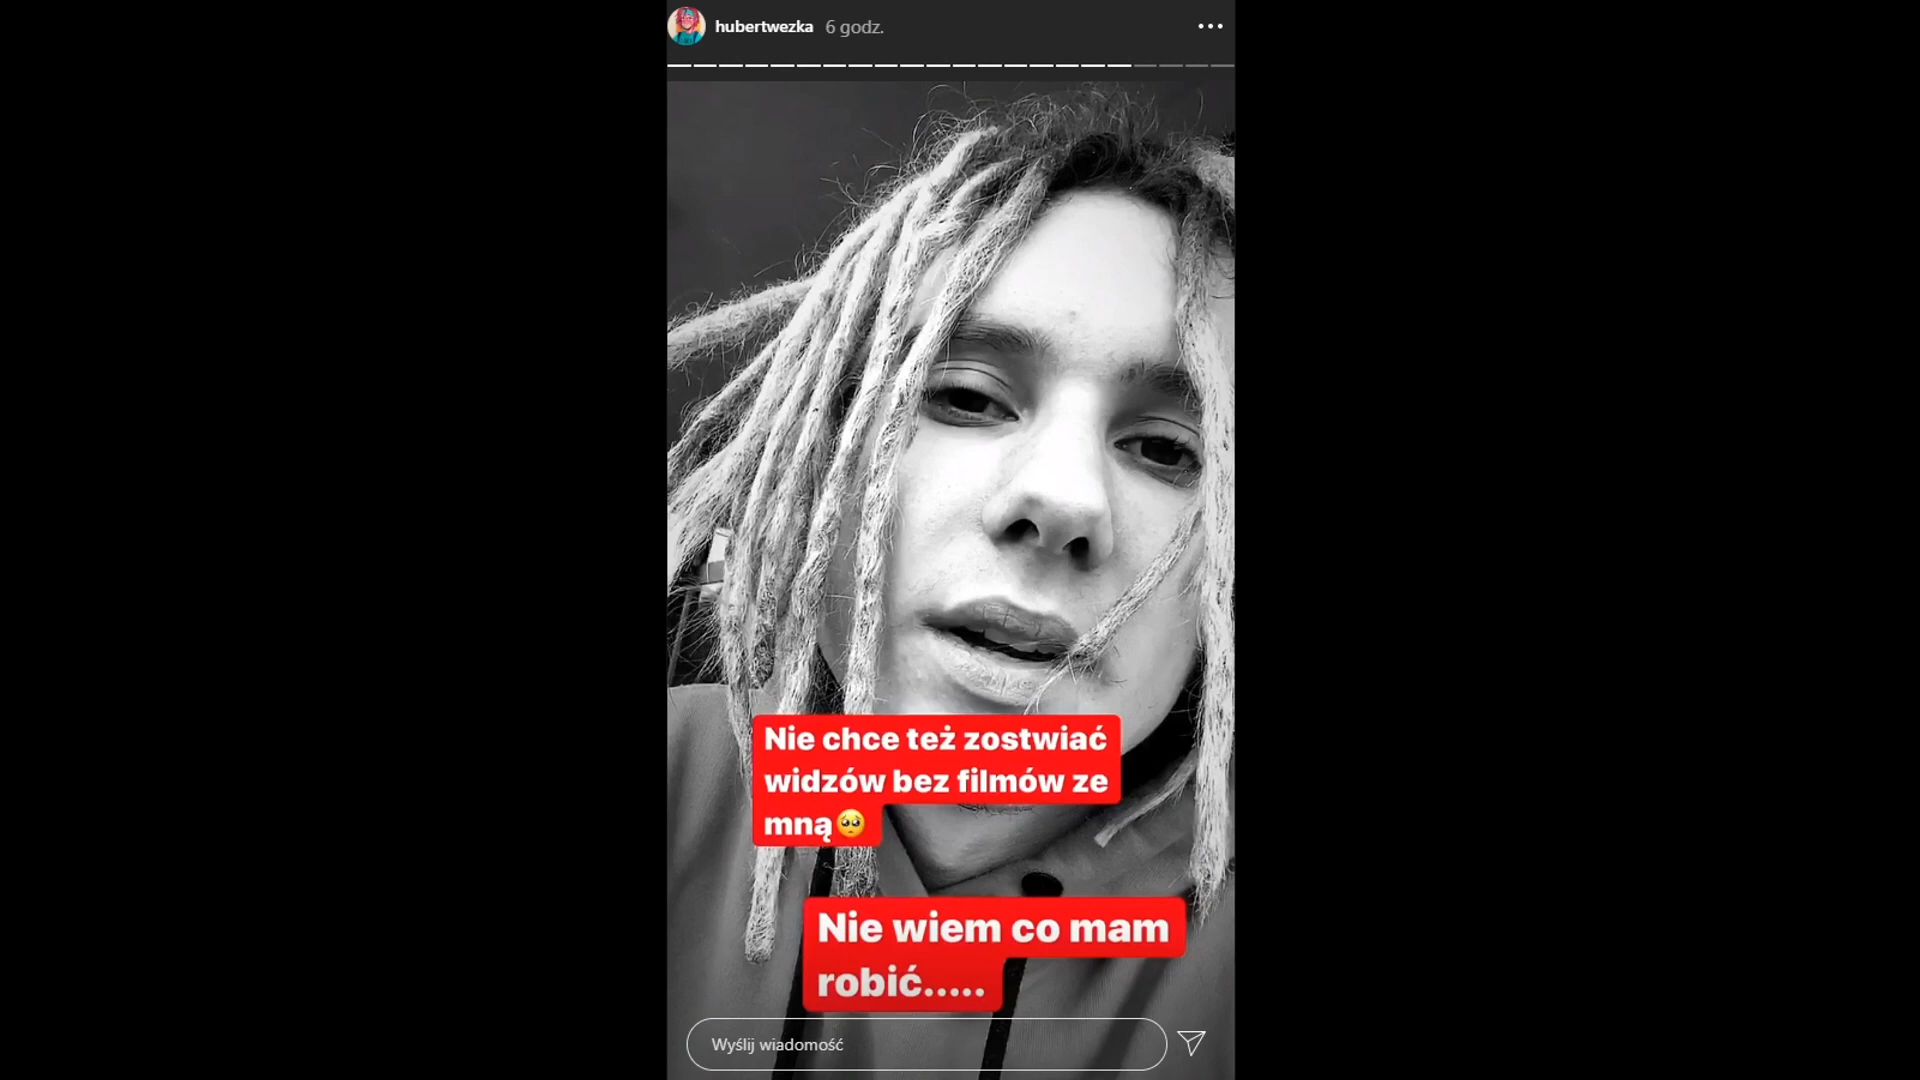 hubertwezka 6 godz.
Nie chce też zostwiać
widzów bez filmów ze
mną🥺
Nie wiem co mam
robić.....
Wyślij wiadomość